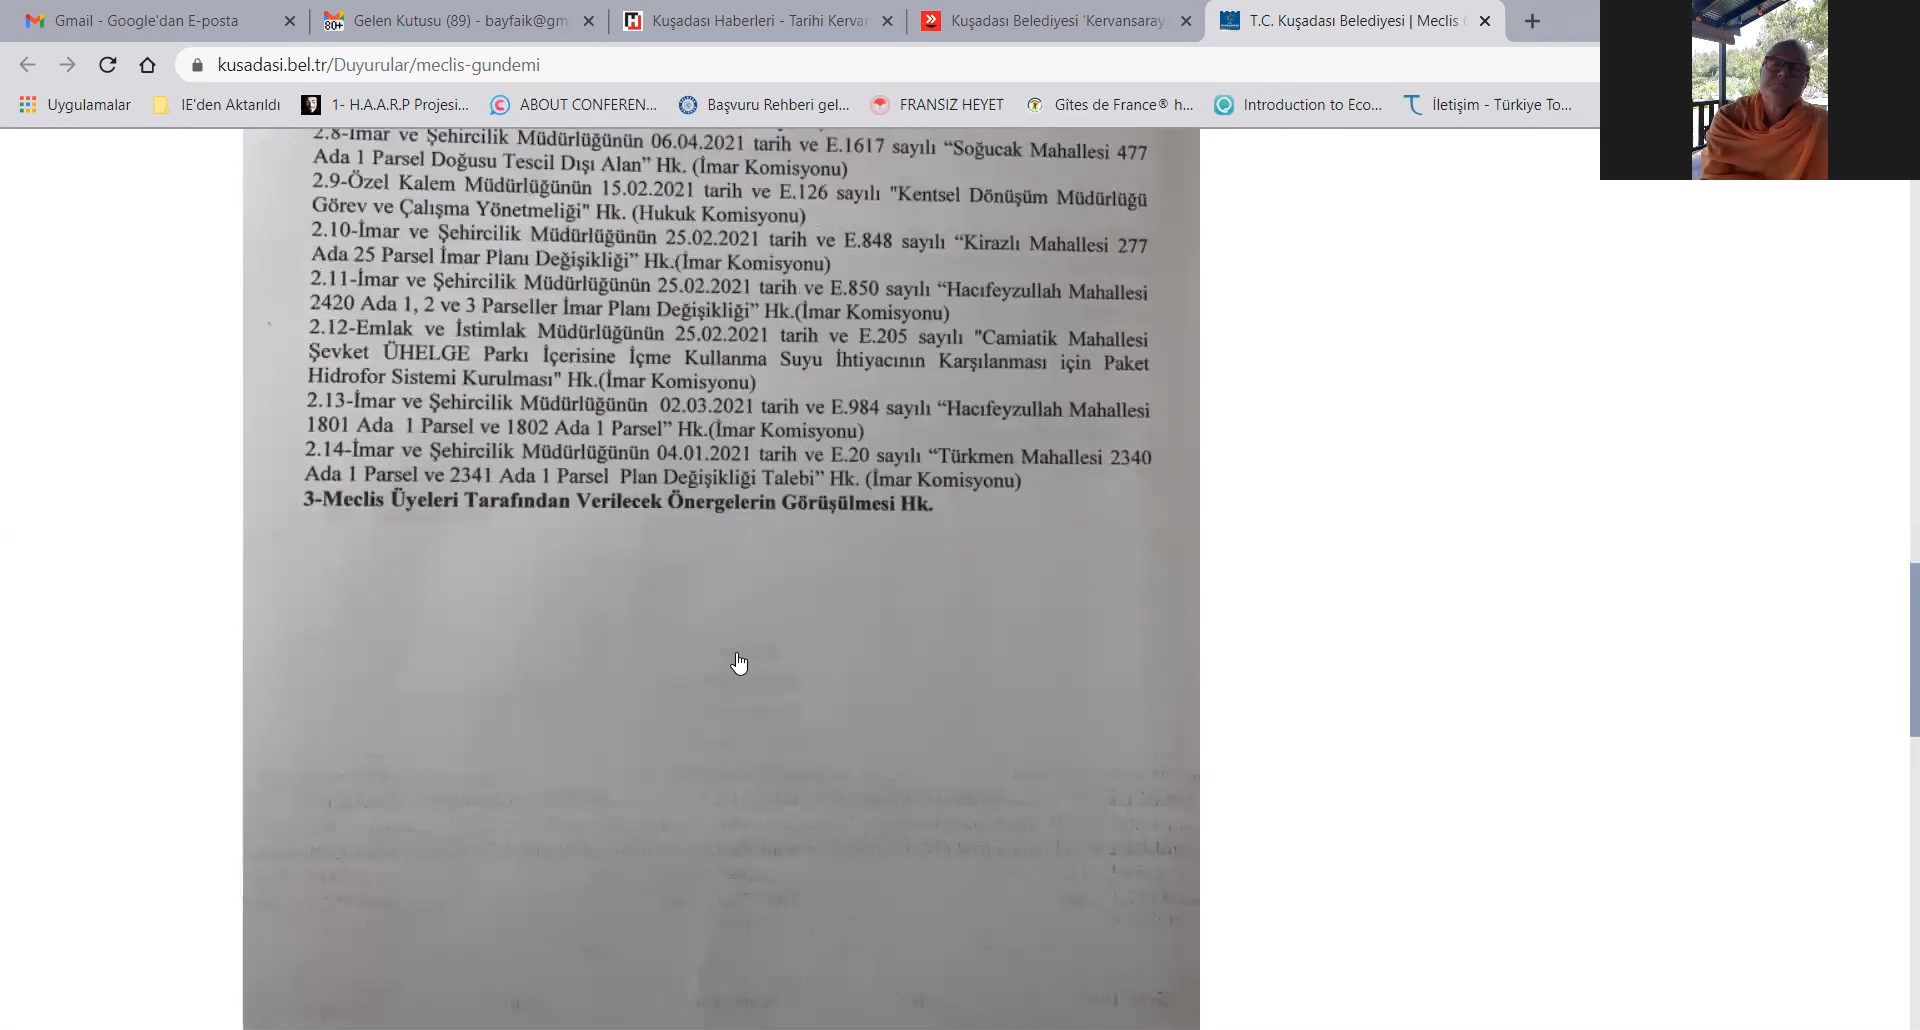 Gmail - Google'dan E-posta
Gelen Kutusu (89) - bayfaik@gm
Kuşadası Haberleri - Tarihi Kervan
Kuşadası Belediyesi 'Kervansaray
T.C. Kuşadası Belediyesi | Meclis
80+
kusadasi.bel.tr/Duyurular/meclis-gundemi
Uygulamalar
IE'den Aktarıldı
1- H.A.A.R.P Projesi...
ABOUT CONFEREN...
Başvuru Rehberi gel...
FRANSIZ HEYET
Gîtes de France® h...
Introduction to Eco...
İletişim - Türkiye To...
2.8-İmar ve Şehircilik Müdürlüğünün 06.04.2021 tarih ve E.1617 sayılı “Soğucak Mahallesi 477
Ada 1 Parsel Doğusu Tescil Dışı Alan” Hk. (İmar Komisyonu)
2.9-Özel Kalem Müdürlüğünün 15.02.2021 tarih ve E.126 sayılı "Kentsel Dönüşüm Müdürlüğü
Görev ve Çalışma Yönetmeliği" Hk. (Hukuk Komisyonu)
2.10-İmar ve Şehircilik Müdürlüğünün 25.02.2021 tarih ve E.848 sayılı “Kirazlı Mahallesi 277
Ada 25 Parsel İmar Planı Değişikliği” Hk.(İmar Komisyonu)
2.11-İmar ve Şehircilik Müdürlüğünün 25.02.2021 tarih ve E.850 sayılı “Hacıfeyzullah Mahallesi
2420 Ada 1, 2 ve 3 Parseller İmar Planı Değişikliği” Hk.(İmar Komisyonu)
2.12-Emlak ve İstimlak Müdürlüğünün 25.02.2021 tarih ve E.205 sayılı "Camiatik Mahallesi
Şevket ÜHELGE Parkı İçerisine İçme Kullanma Suyu İhtiyacının Karşılanması için Paket
Hidrofor Sistemi Kurulması" Hk.(İmar Komisyonu)
2.13-İmar ve Şehircilik Müdürlüğünün 02.03.2021 tarih ve E.984 sayılı “Hacıfeyzullah Mahallesi
1801 Ada 1 Parsel ve 1802 Ada 1 Parsel” Hk.(İmar Komisyonu)
2.14-İmar ve Şehircilik Müdürlüğünün 04.01.2021 tarih ve E.20 sayılı “Türkmen Mahallesi 2340
Ada 1 Parsel ve 2341 Ada 1 Parsel Plan Değişikliği Talebi” Hk. (İmar Komisyonu)
3-Meclis Üyeleri Tarafından Verilecek Önergelerin Görüşülmesi Hk.